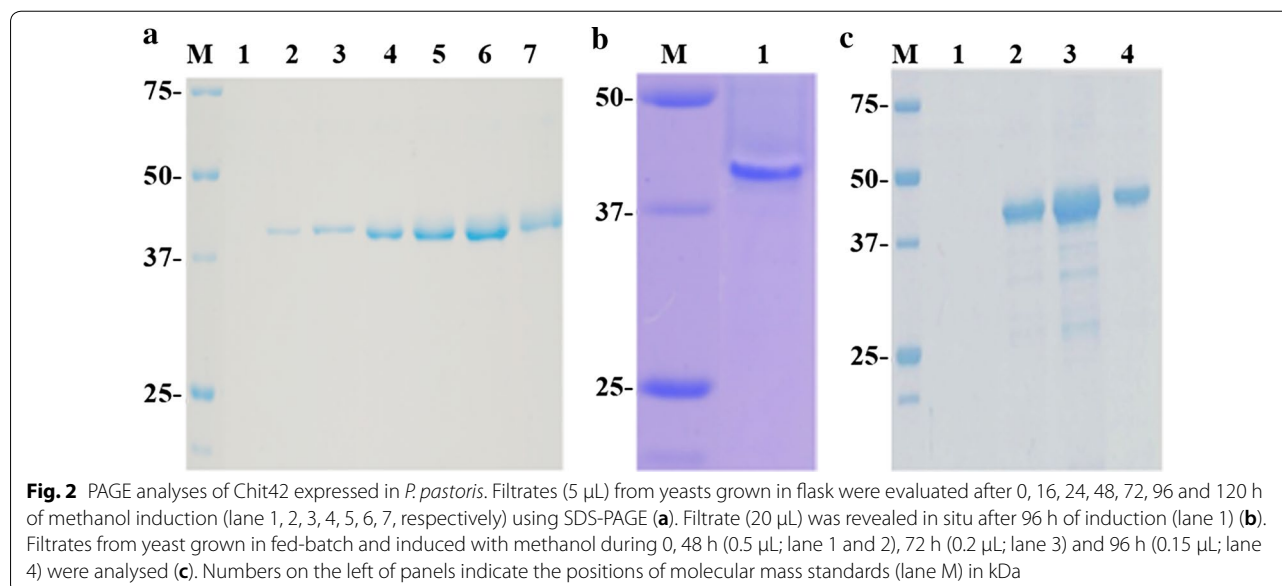 a
M 1 2 3 4 5 6 7
75-
50-
37-
25-
b
M 1
50-
37-
25-
c
M 1 2 3 4
75-
50-
37-
25-
Fig. 2 PAGE analyses of Chit42 expressed in P. pastoris. Filtrates (5 µL) from yeasts grown in flask were evaluated after 0, 16, 24, 48, 72, 96 and 120 h
of methanol induction (lane 1, 2, 3, 4, 5, 6, 7, respectively) using SDS-PAGE (a). Filtrate (20 µL) was revealed in situ after 96 h of induction (lane 1) (b).
Filtrates from yeast grown in fed-batch and induced with methanol during 0, 48 h (0.5 µL; lane 1 and 2), 72 h (0.2 µL; lane 3) and 96 h (0.15 µL; lane
4) were analysed (c). Numbers on the left of panels indicate the positions of molecular mass standards (lane M) in kDa